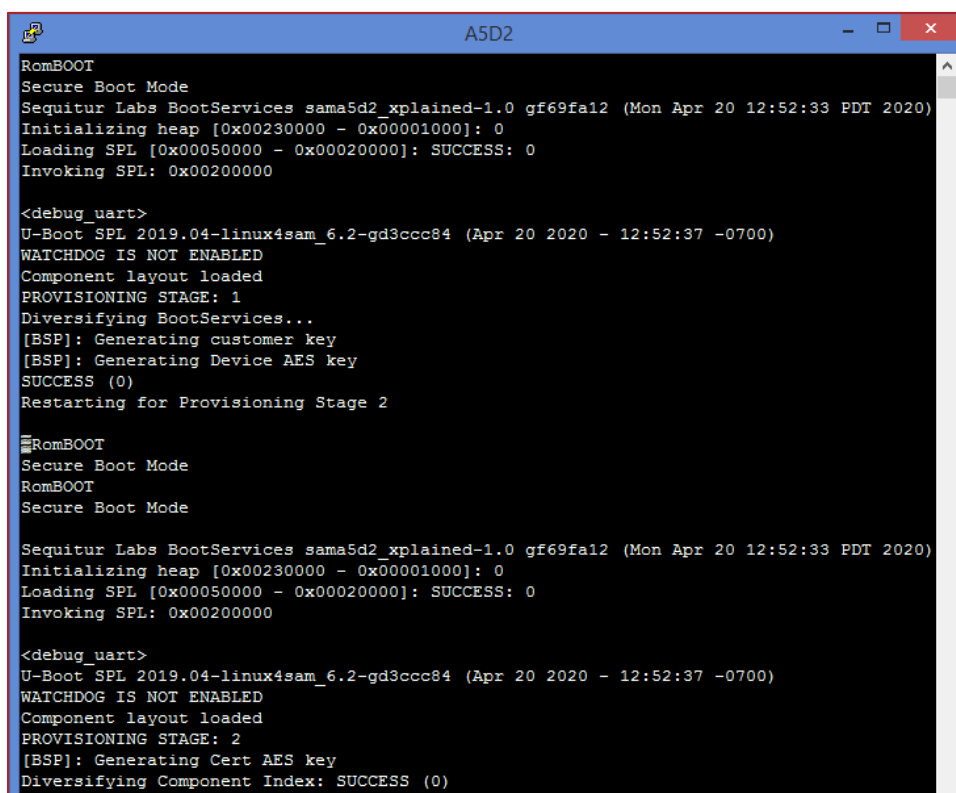 A5D2
RomBOOT
Secure Boot Mode
Sequitur Labs BootServices sama5d2_xplained-1.0 gf69fa12 (Mon Apr 20 12:52:33 PDT 2020)
Initializing heap [0x00230000 - 0x00001000]: 0
Loading SPL [0x00050000 - 0x00020000]: SUCCESS: 0
Invoking SPL: 0x00200000
<debug_uart>
U-Boot SPL 2019.04-linux4sam_6.2-gd3ccc84 (Apr 20 2020 - 12:52:37 -0700)
WATCHDOG IS NOT ENABLED
Component layout loaded
PROVISIONING STAGE: 1
Diversifying BootServices...
[BSP]: Generating customer key
[BSP]: Generating Device AES key
SUCCESS (0)
Restarting for Provisioning Stage 2
RomBOOT
Secure Boot Mode
RomBOOT
Secure Boot Mode
Sequitur Labs BootServices sama5d2_xplained-1.0 gf69fa12 (Mon Apr 20 12:52:33 PDT 2020)
Initializing heap [0x00230000 - 0x00001000]: 0
Loading SPL [0x00050000 - 0x00020000]: SUCCESS: 0
Invoking SPL: 0x00200000
<debug_uart>
U-Boot SPL 2019.04-linux4sam_6.2-gd3ccc84 (Apr 20 2020 - 12:52:37 -0700)
WATCHDOG IS NOT ENABLED
Component layout loaded
PROVISIONING STAGE: 2
[BSP]: Generating Cert AES key
Diversifying Component Index: SUCCESS (0)